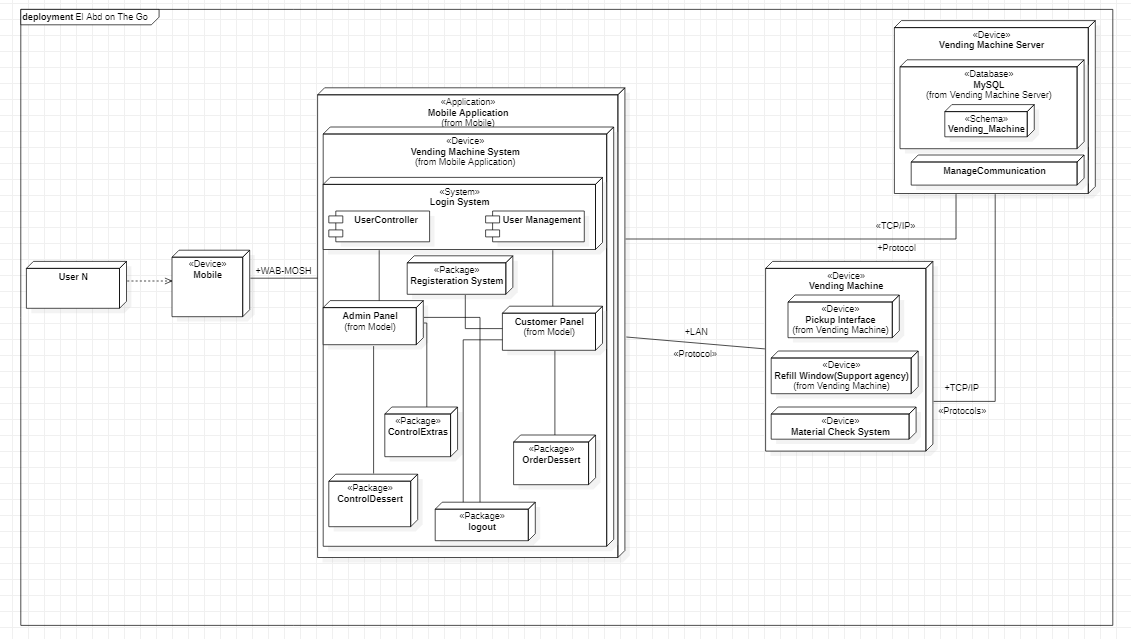 deployment El Abd on The Go
«Device»
Vending Machine Server
«Database»
MySQL
(from Vending Machine Server)
«Schema»
Vending_Machine
ManageCommunication
«Application»
Mobile Application
(from Mobile)
«Device»
Vending Machine System
(from Mobile Application)
«System»
Login System
UserController
User Management
«TCP/IP»
+Protocol
User N
«Device»
Mobile
+WAB-MOSH
«Package»
Registeration System
Admin Panel
(from Model)
Customer Panel
(from Model)
+LAN
«Protocol»
«Device»
Vending Machine
«Device»
Pickup Interface
(from Vending Machine)
«Device»
Refill Window(Support agency)
(from Vending Machine)
«Device»
Material Check System
+TCP/IP
«Protocols»
«Package»
ControlExtras
«Package»
OrderDessert
«Package»
ControlDessert
«Package»
logout